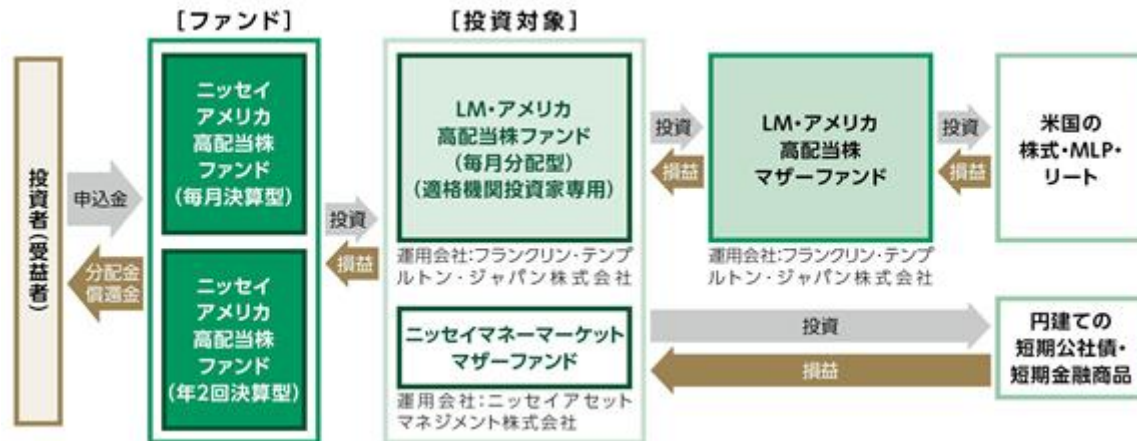 [ファンド]
[投資対象]
投資者(受益者)
申込金
分配金
償還金
ニッセイ
アメリカ
高配当株
ファンド
(毎月決算型)
ニッセイ
アメリカ
高配当株
ファンド
(年2回決算型)
投資
損益
LM・アメリカ
高配当株ファンド
(毎月分配型)
(適格機関投資家専用)
運用会社:フランクリン・テンプ
ルトン・ジャパン株式会社
投資
損益
LM・アメリカ
高配当株
マザーファンド
運用会社:フランクリン・テンプ
ルトン・ジャパン株式会社
投資
損益
米国の
株式・MLP・
リート
ニッセイマネーマーケット
マザーファンド
運用会社:ニッセイアセット
マネジメント株式会社
投資
損益
円建ての
短期公社債・
短期金融商品